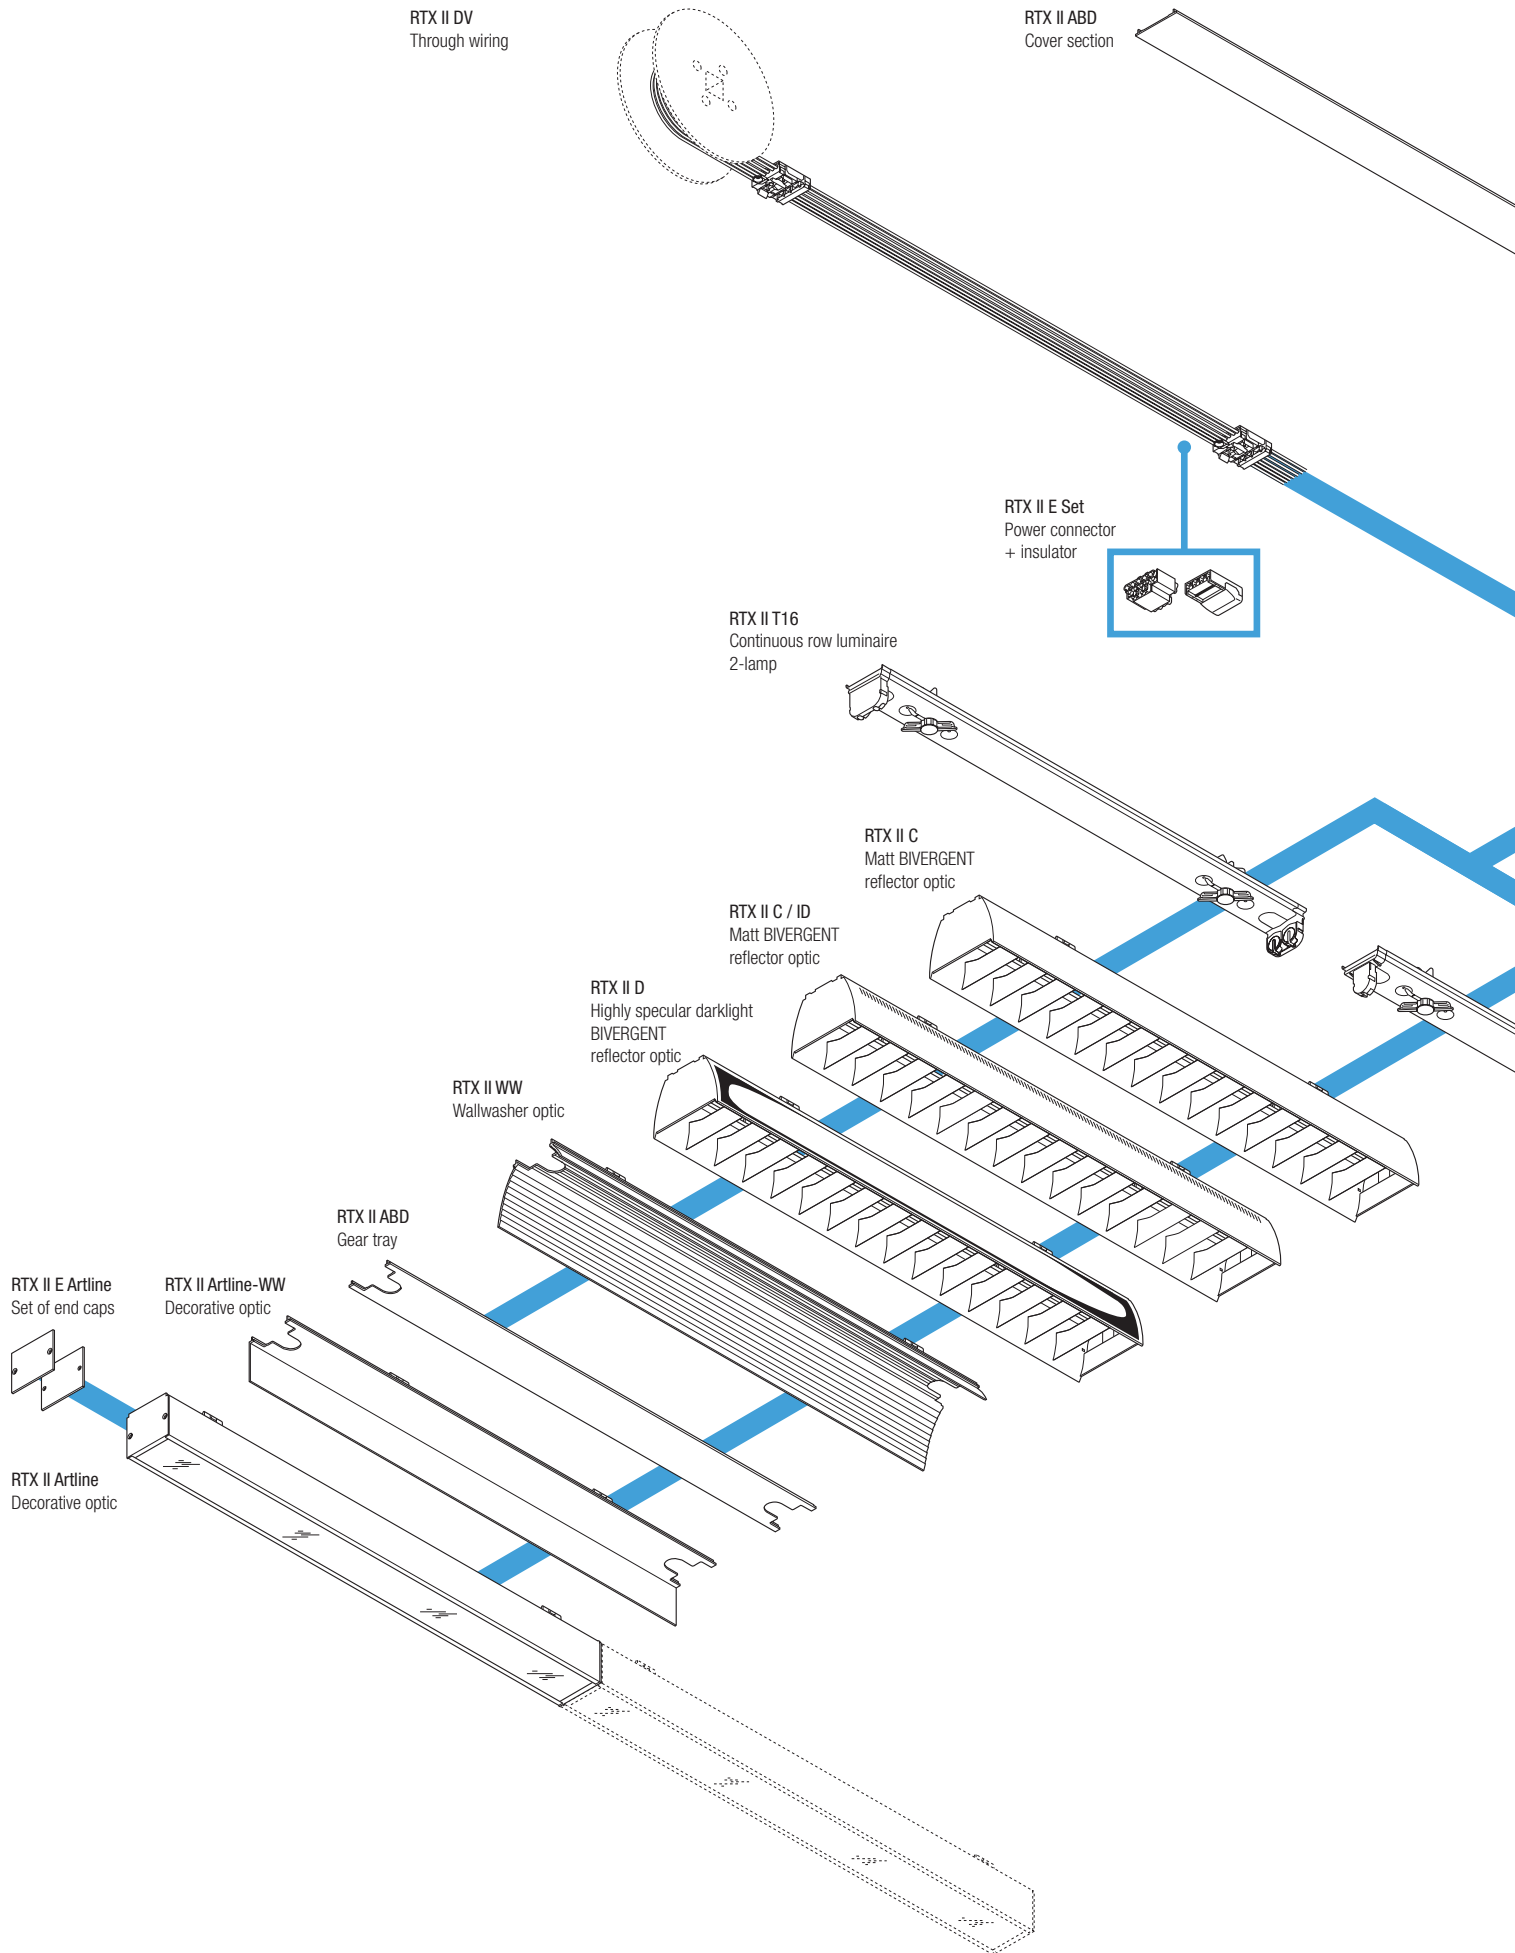 RTX II DV
Through wiring
RTX II ABD
Cover section
RTX II E Set
Power connector
+ insulator
RTX II T16
Continuous row luminaire
2-lamp
RTX II C
Matt BIVERGENT
reflector optic
RTX II C / ID
Matt BIVERGENT
reflector optic
RTX II D
Highly specular darklight
BIVERGENT
reflector optic
RTX II WW
Wallwasher optic
RTX II ABD
Gear tray
RTX II E Artline
Set of end caps
RTX II Artline-WW
Decorative optic
RTX II Artline
Decorative optic